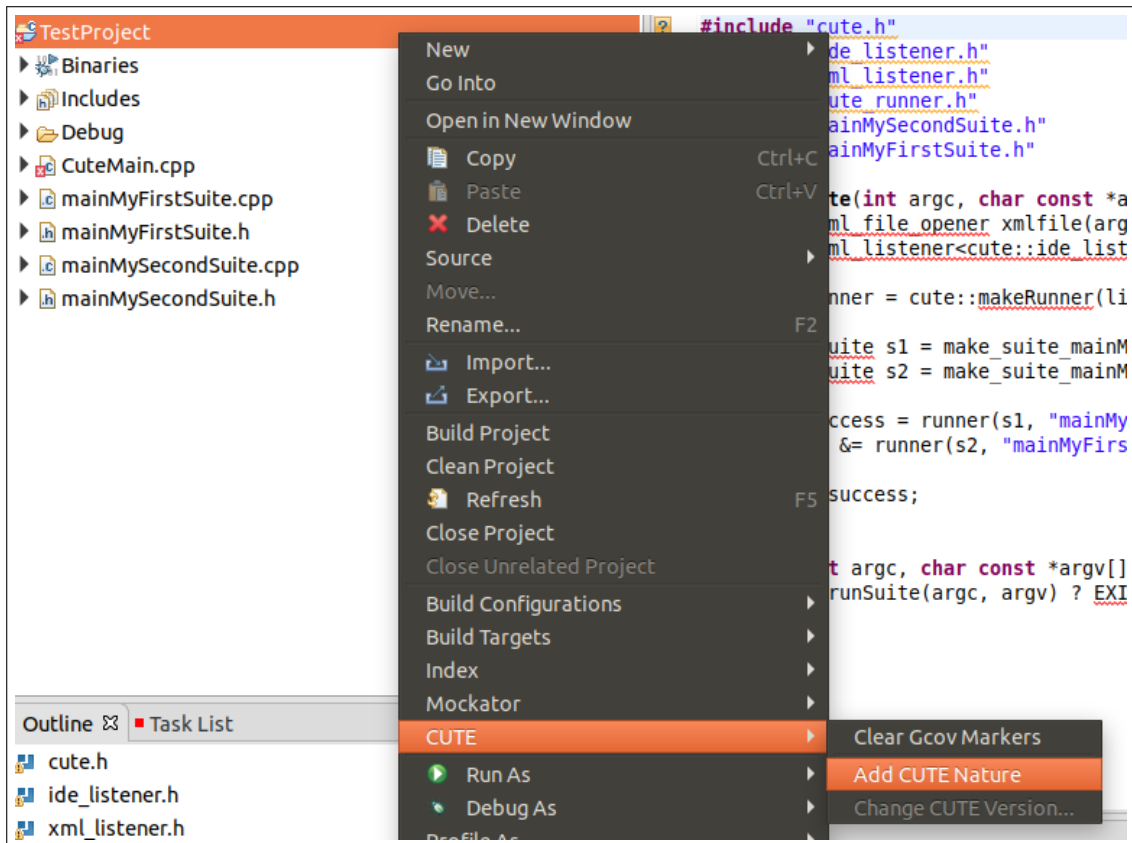 TestProject
Binaries
Includes
Debug
CuteMain.cpp
mainMyFirstSuite.cpp
mainMyFirstSuite.h
mainMySecondSuite.cpp
mainMySecondSuite.h
Outline
Task List
cute.h
ide_listener.h
xml_listener.h
New
Go Into
Open in New Window
Copy Ctrl+C
Paste Ctrl+V
Delete
Source
Move...
Rename... F2
Import...
Export...
Build Project
Clean Project
Refresh F5
Close Project
Close Unrelated Project
Build Configurations
Build Targets
Index
Mockator
CUTE
Run As
Debug As
Profile As
Clear Gcov Markers
Add CUTE Nature
Change CUTE Version...
#include "cute.h"
de_listener.h"
ml_listener.h"
ute_runner.h"
ainMySecondSuite.h"
ainMyFirstSuite.h"
te(int argc, char const *a
ml_file_opener xmlfile(arg
ml_listener<cute::ide_list
nner = cute::makeRunner(li
uite s1 = make_suite_mainM
uite s2 = make_suite_mainM
ccess = runner(s1, "mainMy
&= runner(s2, "mainMyFirs
success;
t argc, char const *argv[]
runSuite(argc, argv) ? EXI